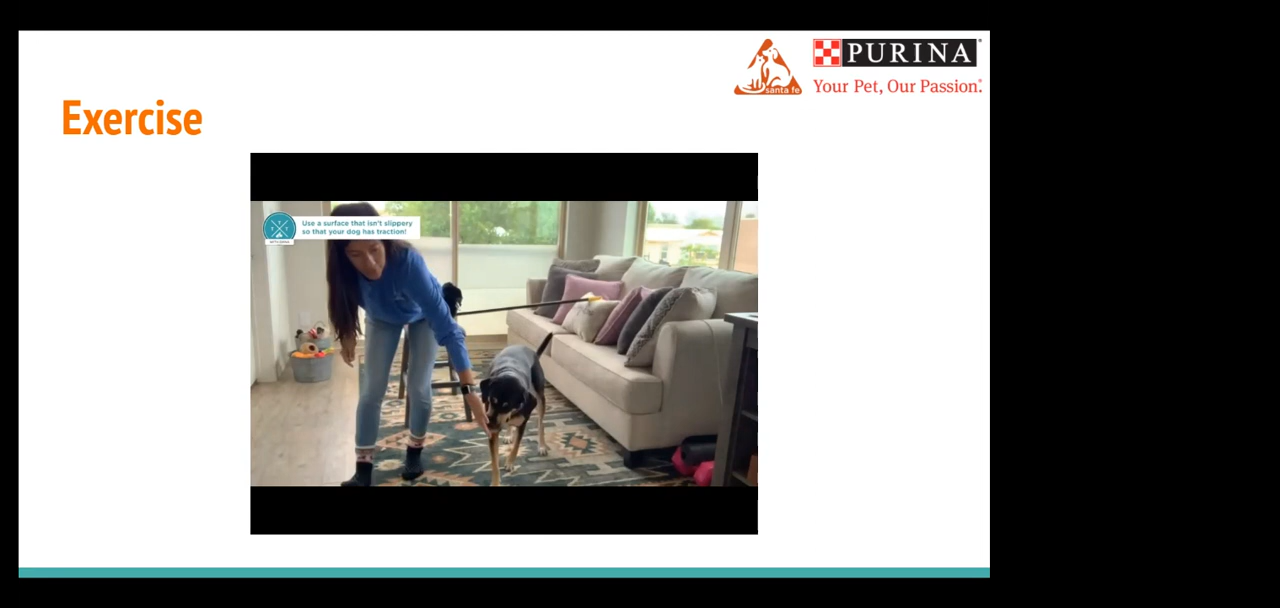 santa fe
PURINA®
Your Pet, Our Passion.®
Exercise
Use a surface that isn't slippery
so that your dog has traction!